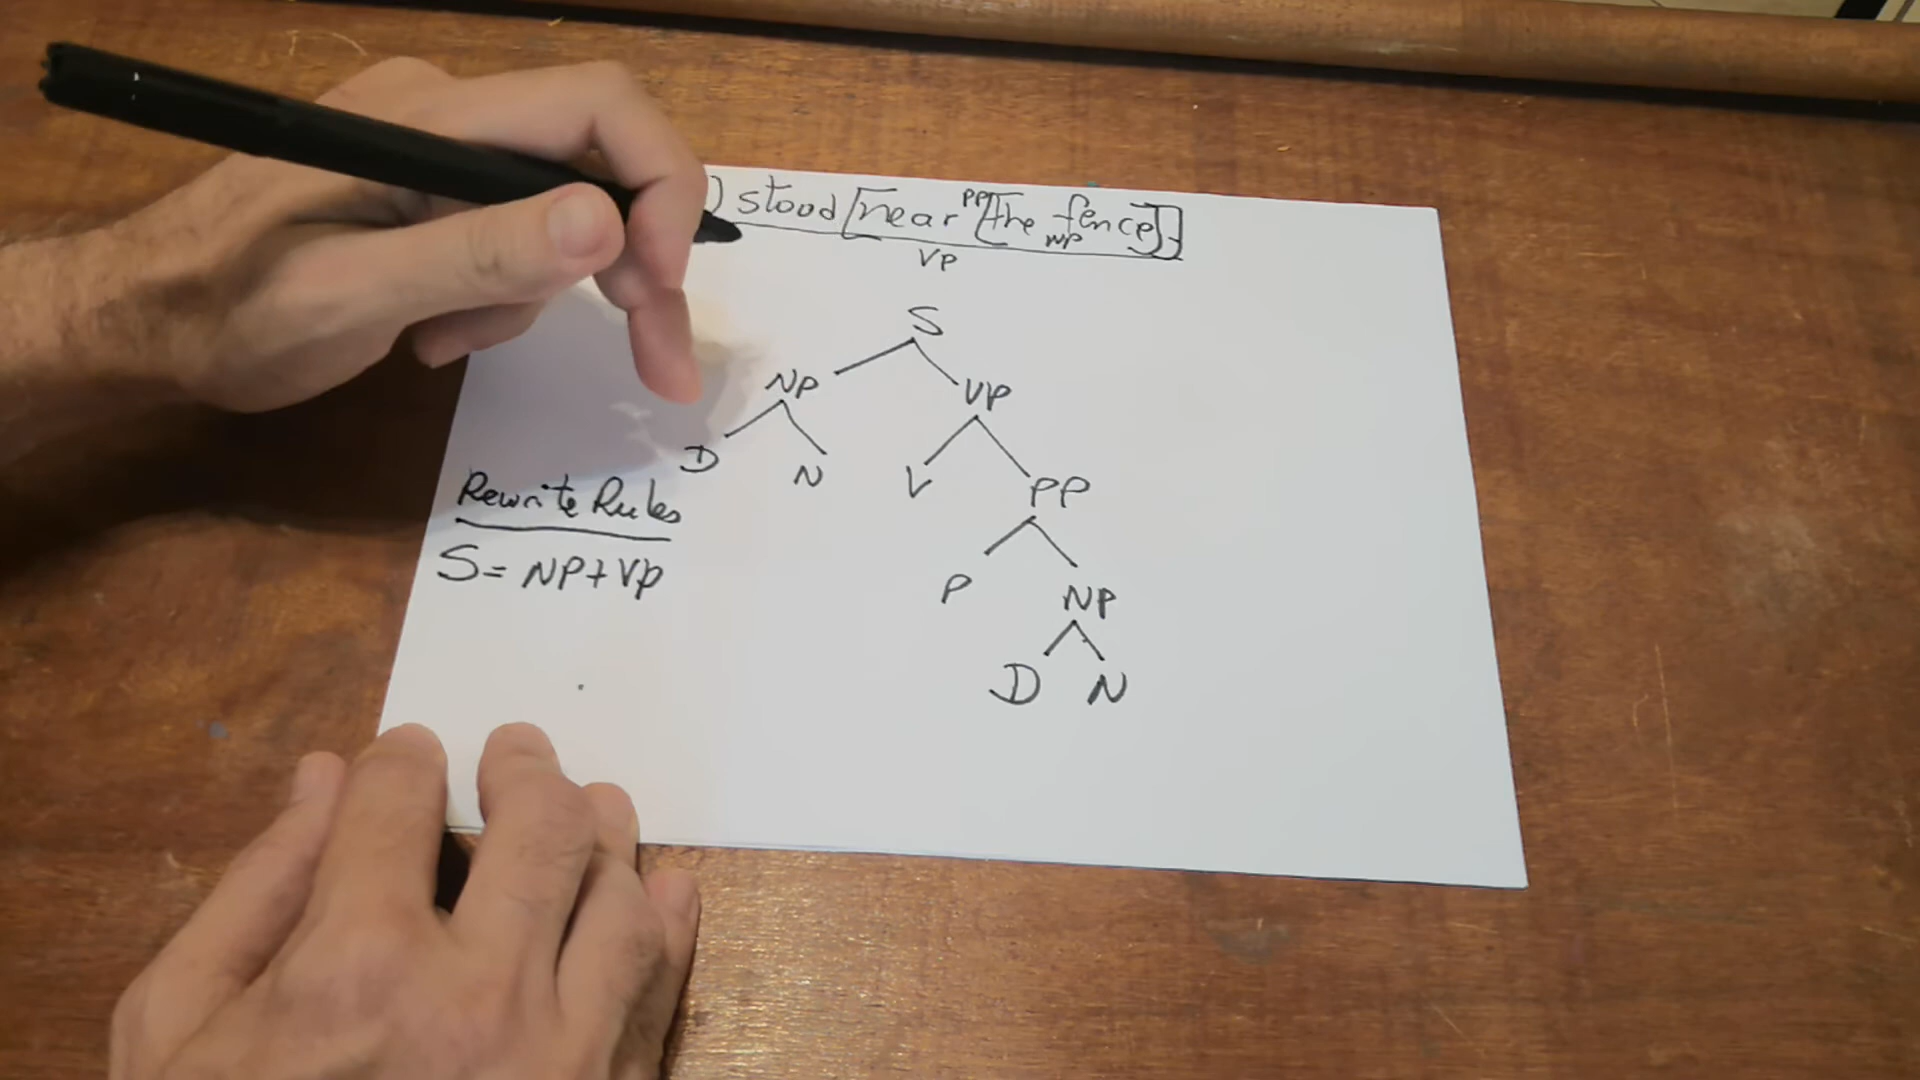 ) stood [near [the fence]].
PP
NP
VP
S
NP VP
D N V PP
Rewrite Rules
S = NP + VP
P NP
D N